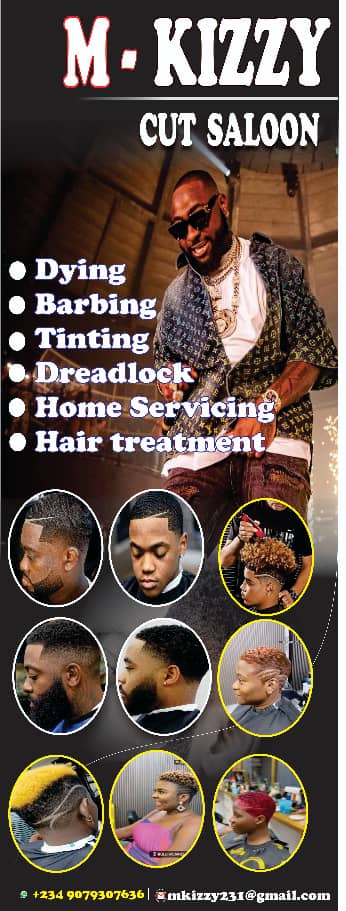 M - KIZZY
CUT SALOON
Dying
Barbing
Tinting
Dreadlock
Home Servicing
Hair treatment
+234 9079307636 | mkizzy231@gmail.com